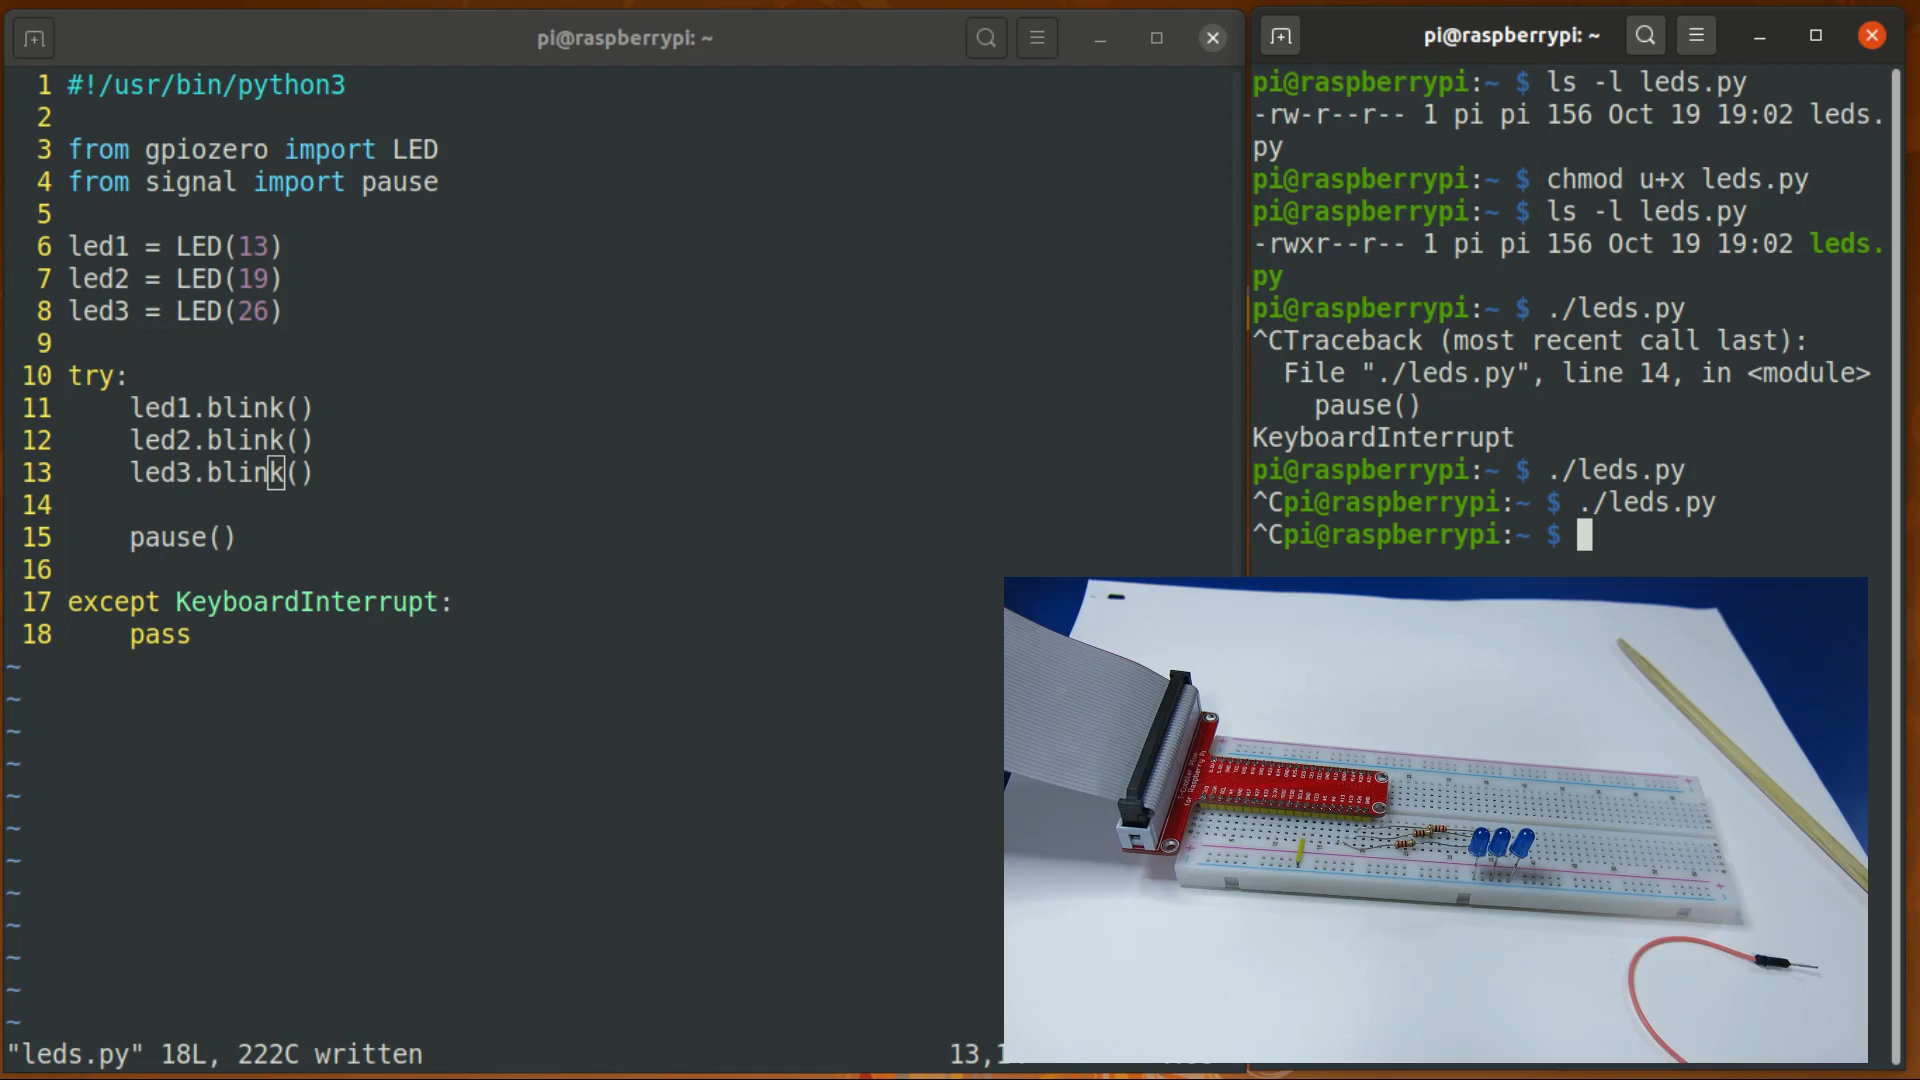 pi@raspberrypi: ~
1 #!/usr/bin/python3
2
3 from gpiozero import LED
4 from signal import pause
5
6 led1 = LED(13)
7 led2 = LED(19)
8 led3 = LED(26)
9
10 try:
11 led1.blink()
12 led2.blink()
13 led3.blink()
14
15 pause()
16
17 except KeyboardInterrupt:
18 pass
~
~
~
~
~
~
~
~
~
~
~
~
"leds.py" 18L, 222C written
pi@raspberrypi: ~
pi@raspberrypi:~ $ ls -l leds.py
-rw-r--r-- 1 pi pi 156 Oct 19 19:02 leds.
py
pi@raspberrypi:~ $ chmod u+x leds.py
pi@raspberrypi:~ $ ls -l leds.py
-rwxr--r-- 1 pi pi 156 Oct 19 19:02 leds.
py
pi@raspberrypi:~ $ ./leds.py
^CTraceback (most recent call last):
File "./leds.py", line 14, in <module>
pause()
KeyboardInterrupt
pi@raspberrypi:~ $ ./leds.py
^Cpi@raspberrypi:~ $ ./leds.py
^Cpi@raspberrypi:~ $
for Raspberry Pi